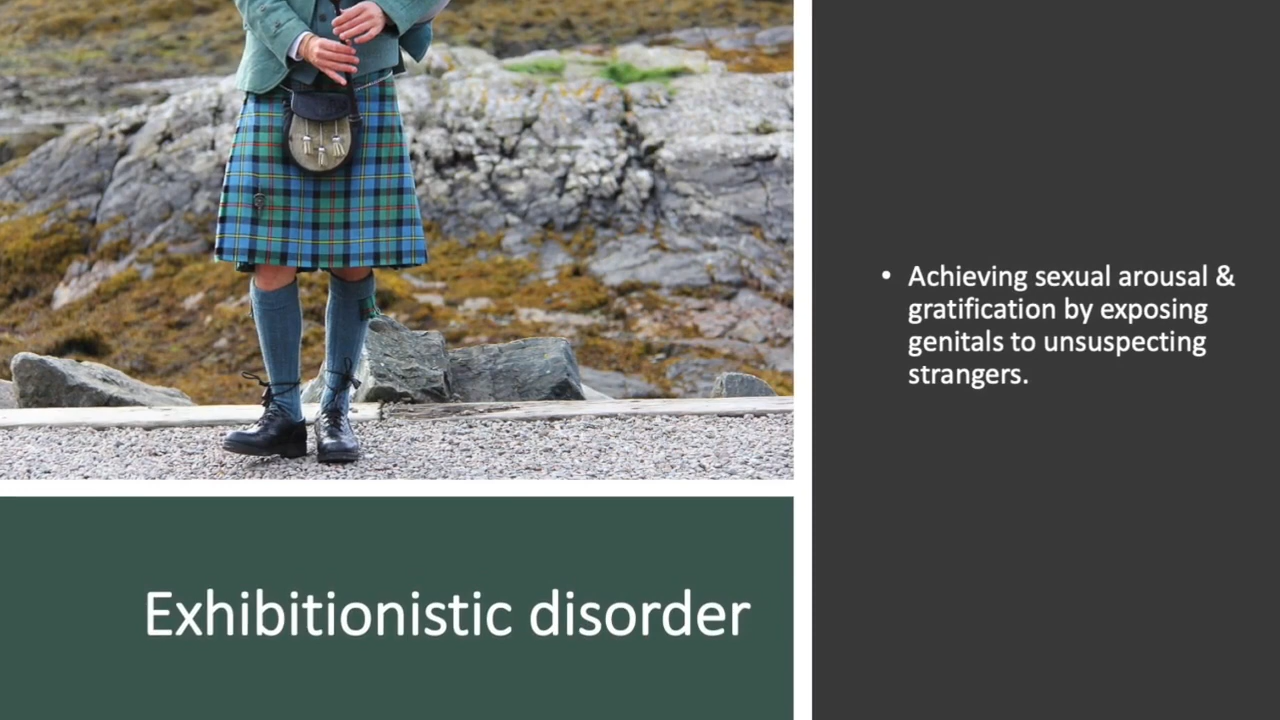 • Achieving sexual arousal &
gratification by exposing
genitals to unsuspecting
strangers.
Exhibitionistic disorder